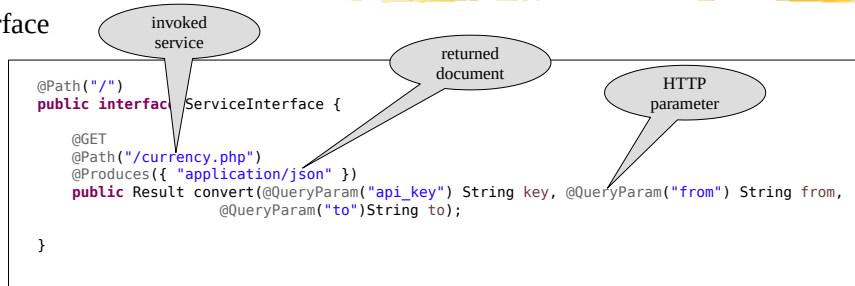 rface
invoked
service
returned
document
HTTP
parameter
@Path("/")
public interface ServiceInterface {
@GET
@Path("/currency.php")
@Produces({ "application/json" })
public Result convert(@QueryParam("api_key") String key, @QueryParam("from") String from,
@QueryParam("to")String to);
}